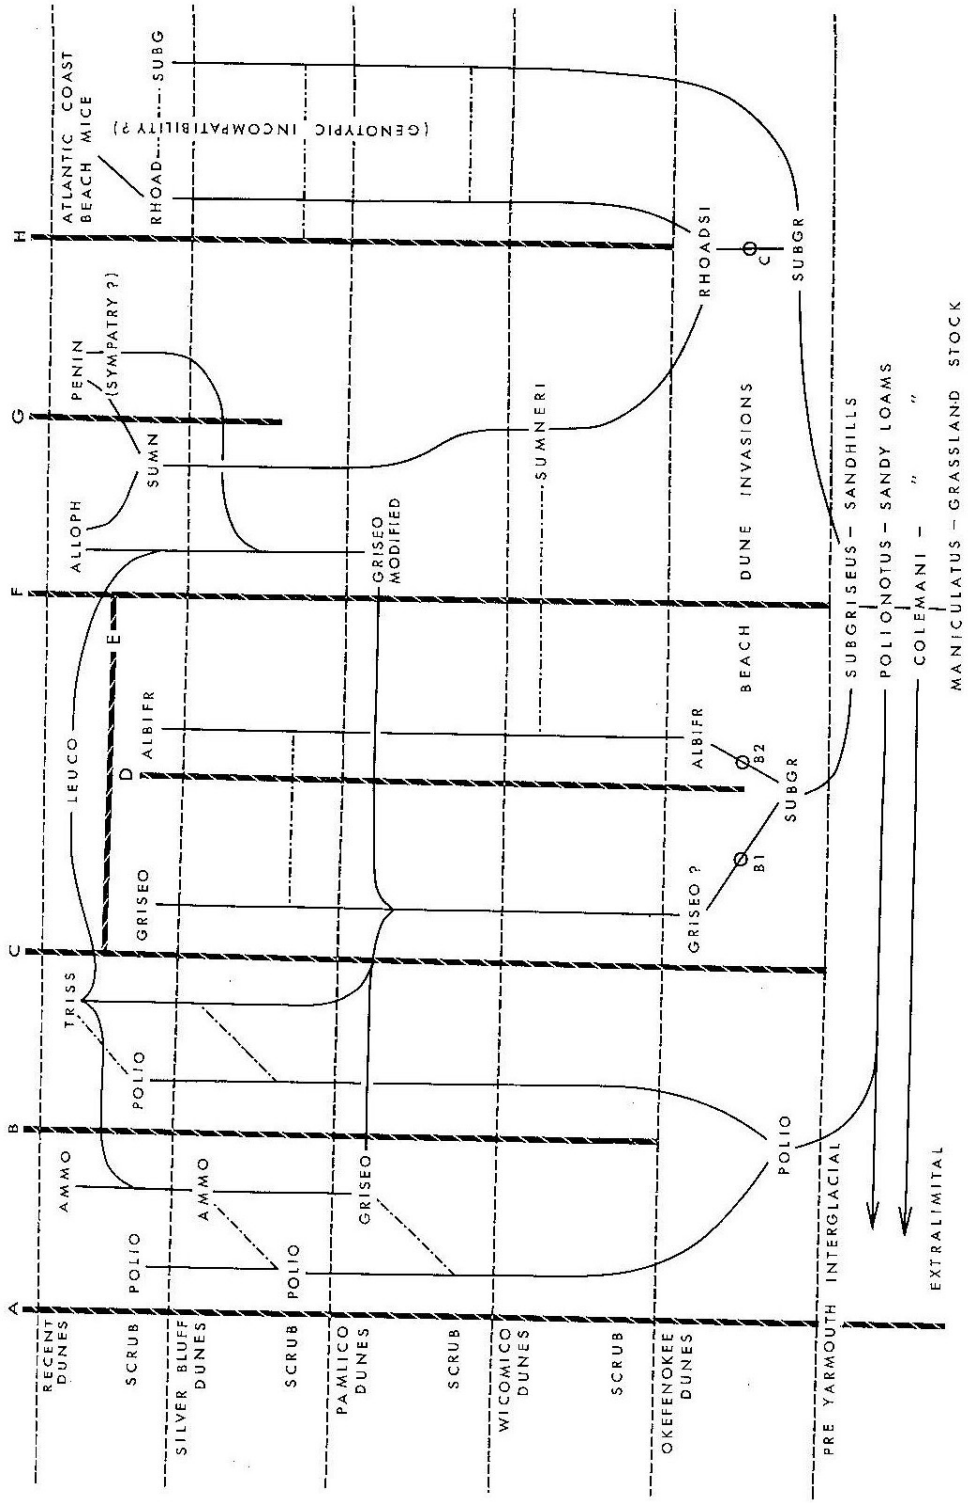 A
B
C
D
E
F
G
H
RECENT
DUNES
SCRUB
SILVER BLUFF
DUNES
SCRUB
PAMLICO
DUNES
SCRUB
WICOMICO
DUNES
SCRUB
OKEFENOKEE
DUNES
PRE YARMOUTH INTERGLACIAL
AMMO
TRISS
LEUCO
ALLOPH
PENIN
(SYMPATRY ?)
ATLANTIC COAST
BEACH MICE
POLIO
POLIO
GRISEO
ALBIFR
SUMN
RHOAD
SUBG
AMMO
(GENOTYPIC INCOMPATIBILITY ?)
POLIO
GRISEO
GRISEO
MODIFIED
SUMNERI
GRISEO ?
ALBIFR
RHOADSI
B1
B2
C
BEACH DUNE INVASIONS
POLIO
SUBGR
SUBGR
SUBGRISEUS – SANDHILLS
POLIONOTUS – SANDY LOAMS
COLEMANI – " "
EXTRALIMITAL
MANICULATUS – GRASSLAND STOCK